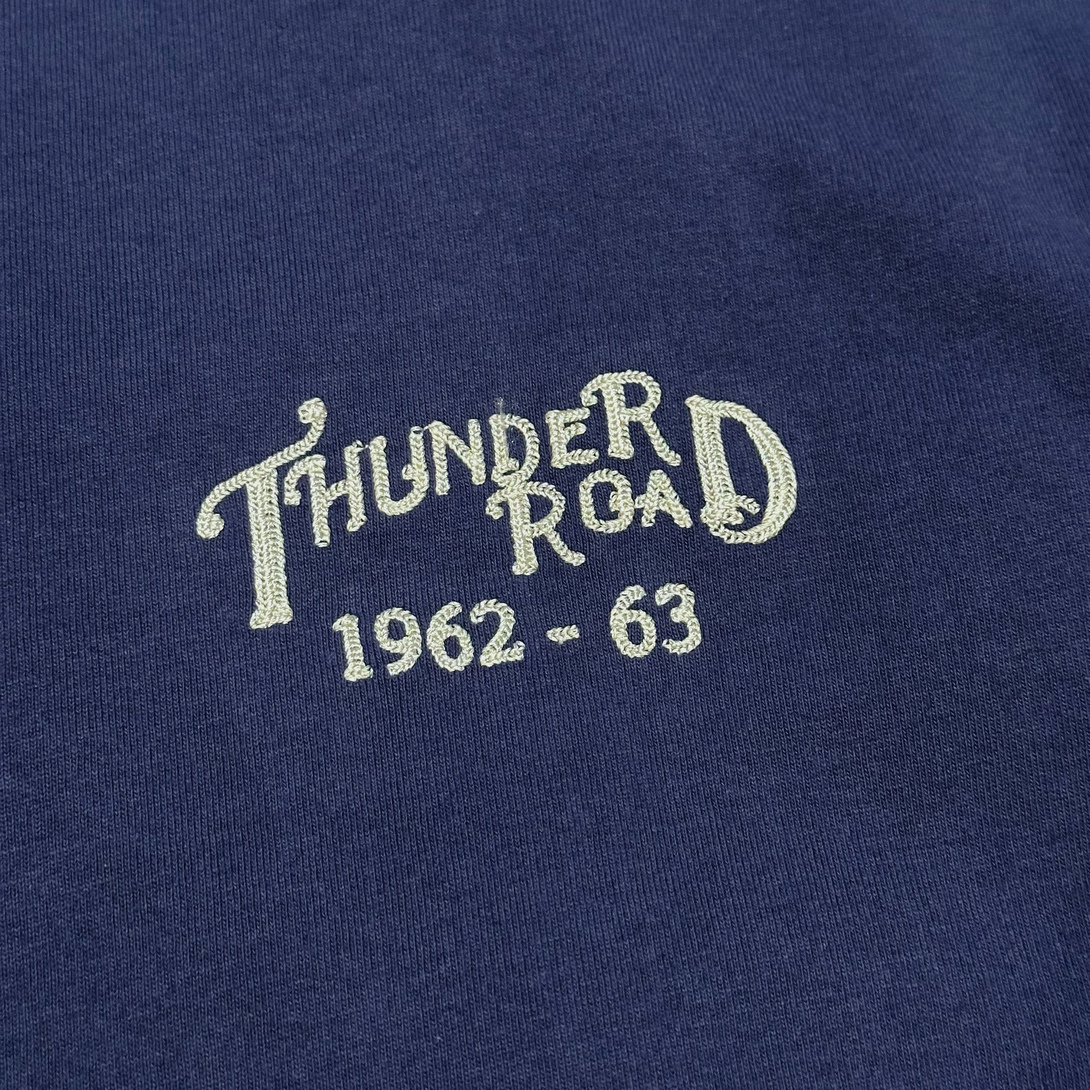 THUNDER
ROAD
1962 - 63